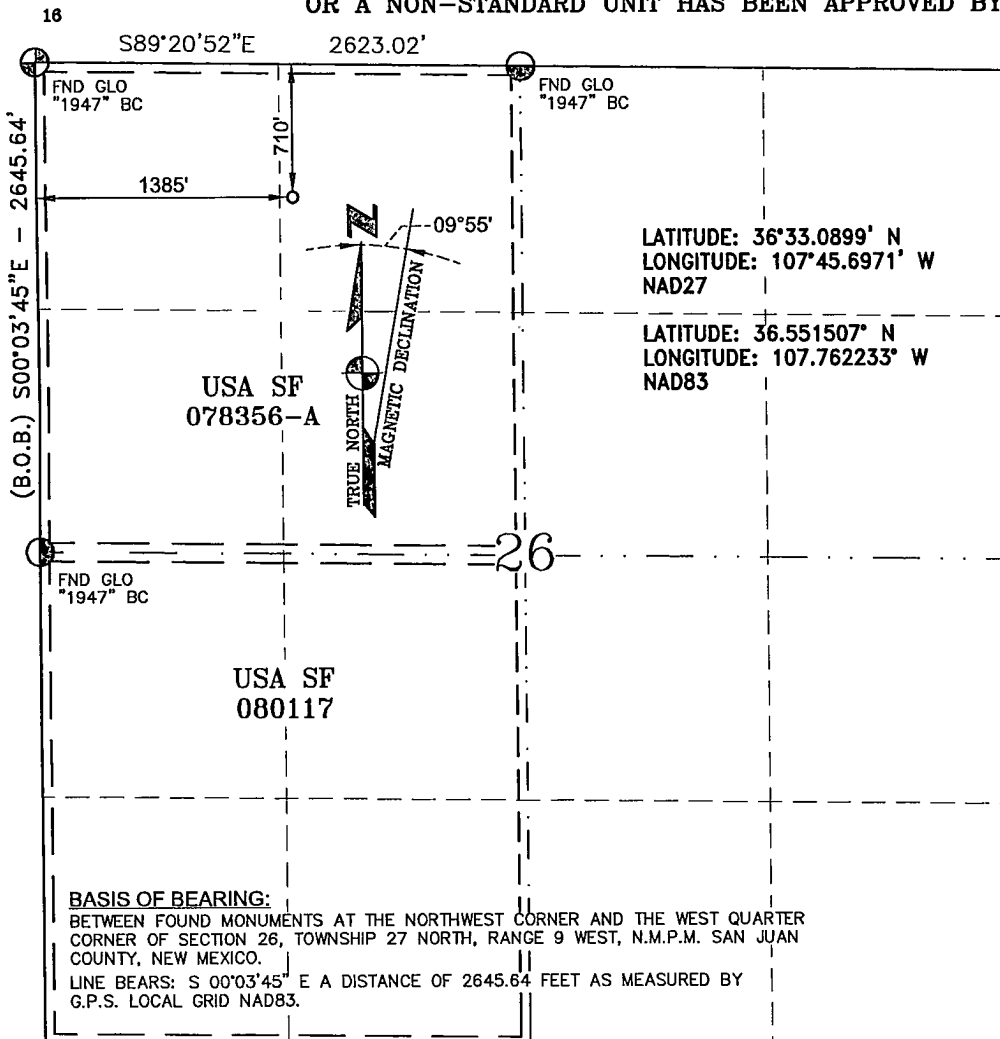 OR A NON-STANDARD UNIT HAS BEEN APPROVED BY
16
S89°20'52"E 2623.02'
FND GLO
"1947" BC
FND GLO
"1947" BC
710'
1385'
(B.O.B.) S00°03'45"E - 2645.64'
N
09°55'
TRUE NORTH
MAGNETIC DECLINATION
LATITUDE: 36°33.0899' N
LONGITUDE: 107°45.6971' W
NAD27
LATITUDE: 36.551507° N
LONGITUDE: 107.762233° W
NAD83
USA SF
078356-A
26
FND GLO
"1947" BC
USA SF
080117
BASIS OF BEARING:
BETWEEN FOUND MONUMENTS AT THE NORTHWEST CORNER AND THE WEST QUARTER
CORNER OF SECTION 26, TOWNSHIP 27 NORTH, RANGE 9 WEST, N.M.P.M. SAN JUAN
COUNTY, NEW MEXICO.
LINE BEARS: S 00°03'45" E A DISTANCE OF 2645.64 FEET AS MEASURED BY
G.P.S. LOCAL GRID NAD83.